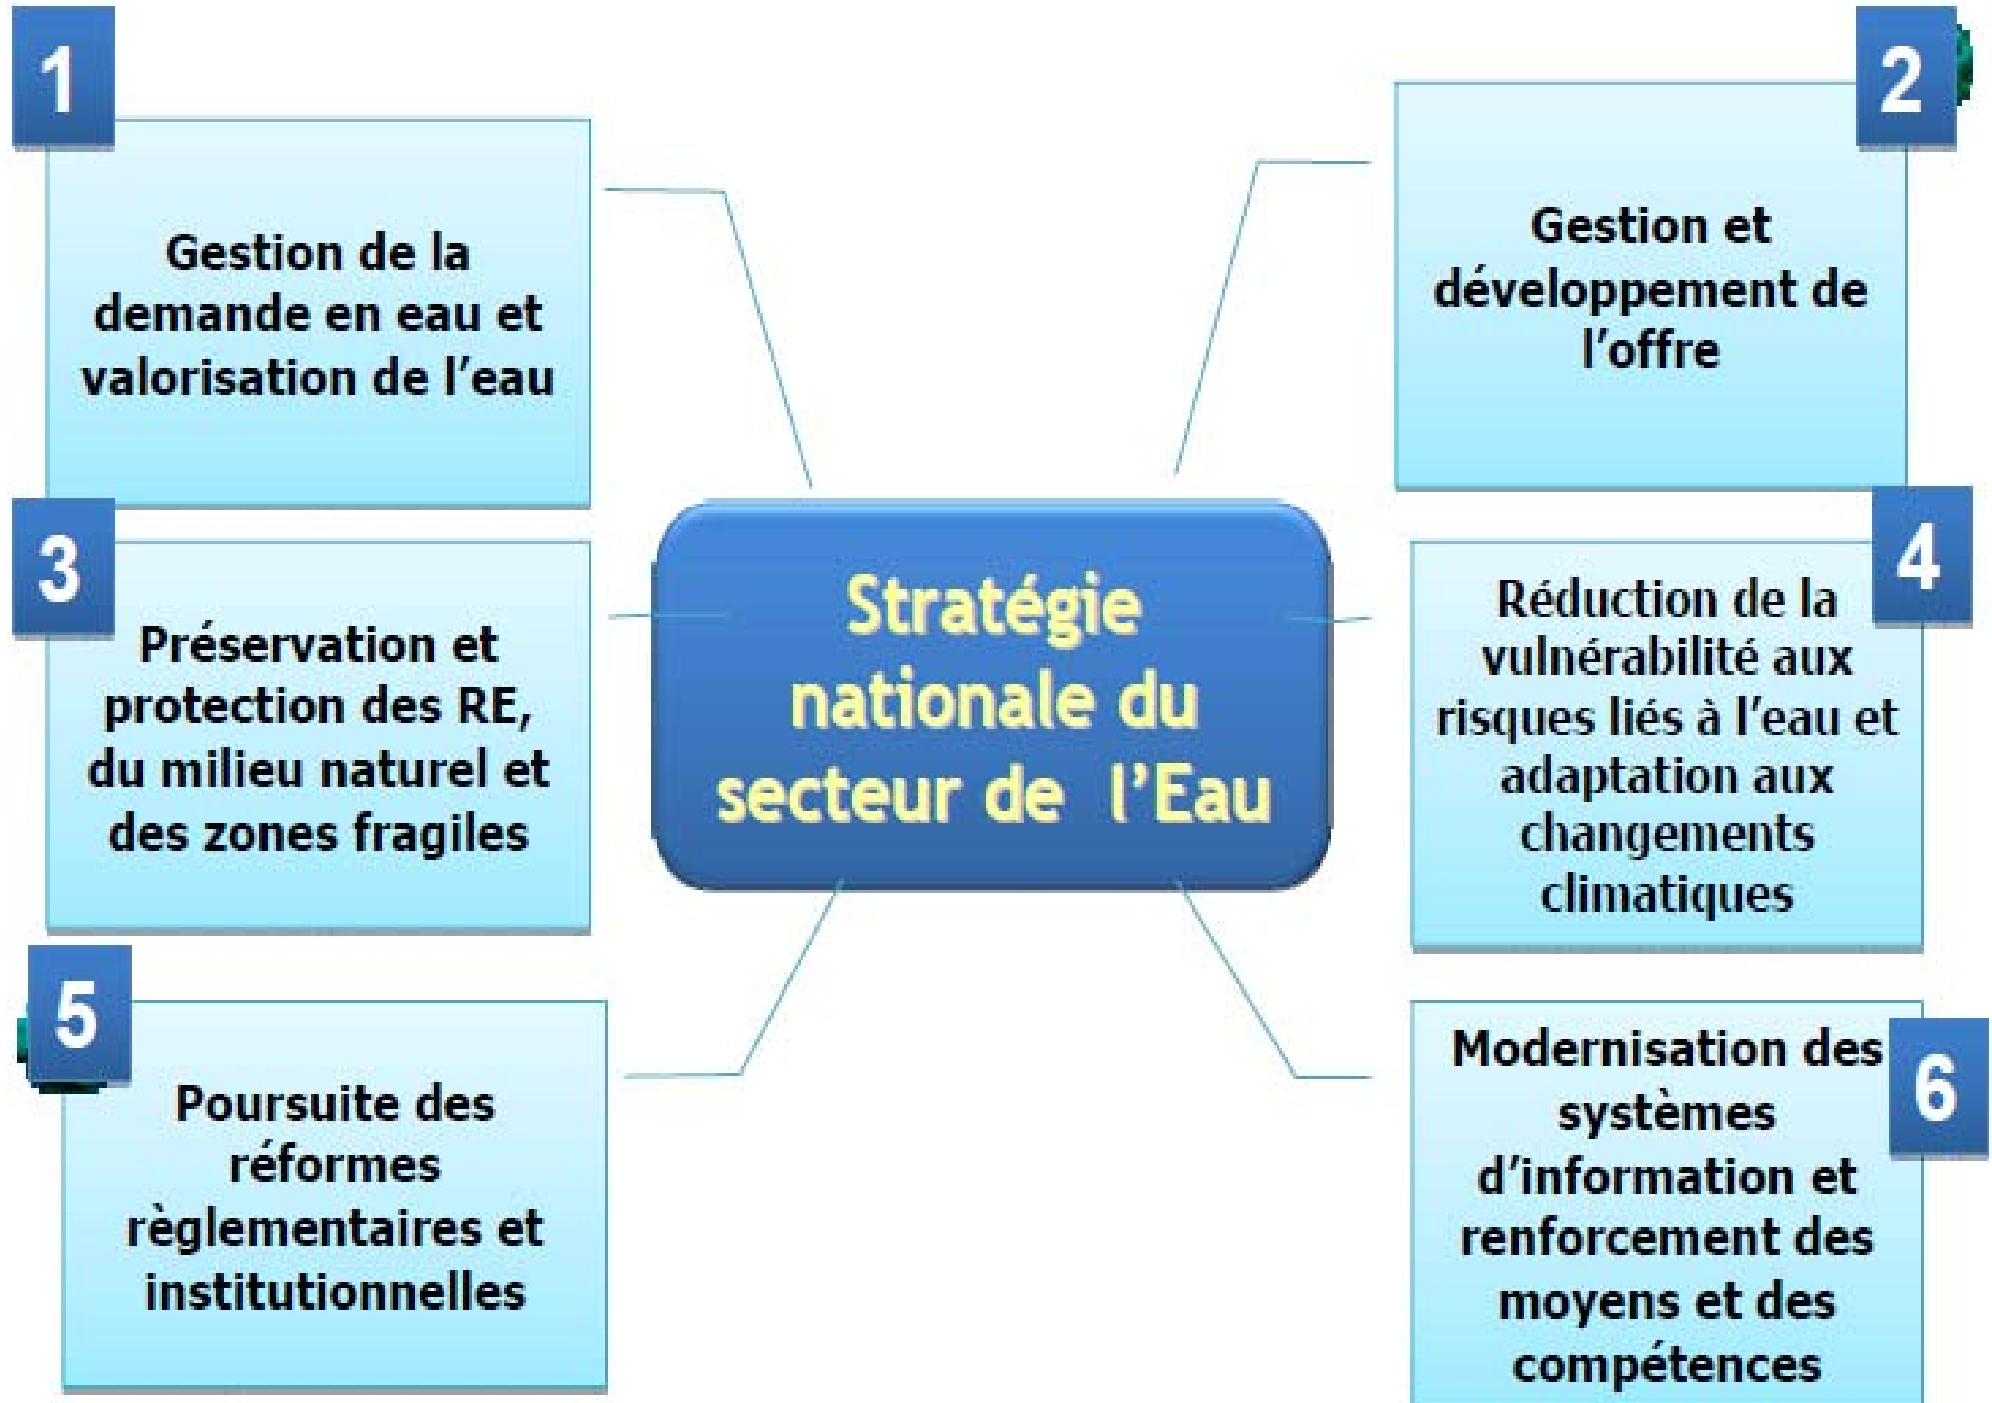 1
Gestion de la
demande en eau et
valorisation de l’eau
2
Gestion et
développement de
l’offre
3
Préservation et
protection des RE,
du milieu naturel et
des zones fragiles
Stratégie
nationale du
secteur de l’Eau
4
Réduction de la
vulnérabilité aux
risques liés à l’eau et
adaptation aux
changements
climatiques
5
Poursuite des
réformes
règlementaires et
institutionnelles
6
Modernisation des
systèmes
d’information et
renforcement des
moyens et des
compétences